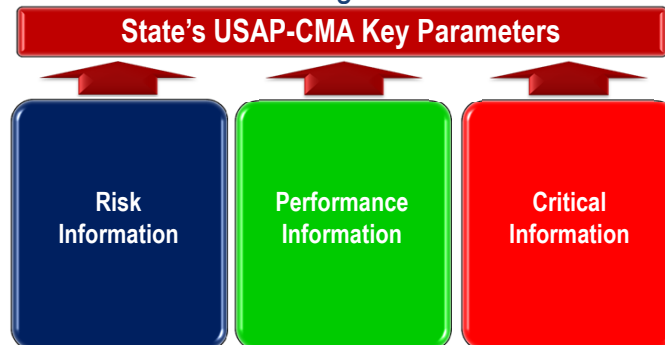 State's USAP-CMA Key Parameters
Risk
Information
Performance
Information
Critical
Information